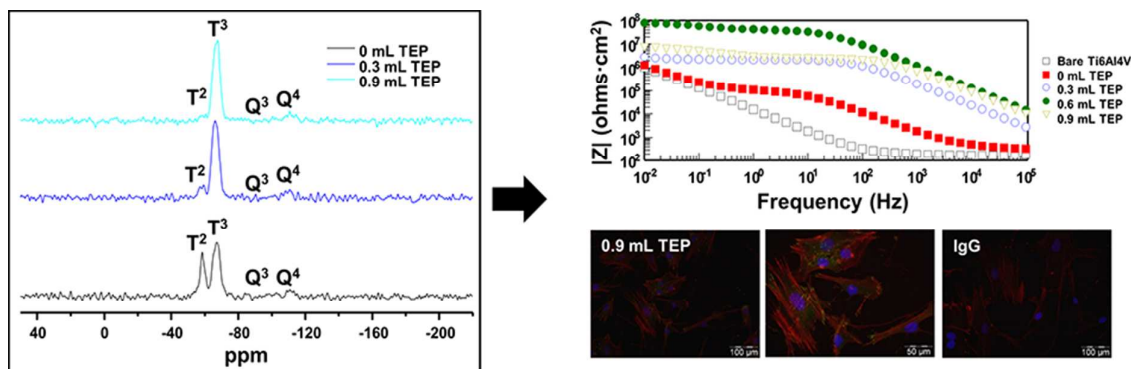 T³
T²
Q³ Q⁴
T²
Q³ Q⁴
T³
T²
Q³ Q⁴
0 mL TEP
0.3 mL TEP
0.9 mL TEP
40 0 -40 -80 -120 -160 -200
ppm
|Z| (ohms·cm²)
10⁸
10⁷
10⁶
10⁵
10⁴
10³
10²
10⁻² 10⁻¹ 10⁰ 10¹ 10² 10³ 10⁴ 10⁵
Frequency (Hz)
Bare Ti6Al4V
0 mL TEP
0.3 mL TEP
0.6 mL TEP
0.9 mL TEP
0.9 mL TEP
IgG
100 µm
50 µm
100 µm